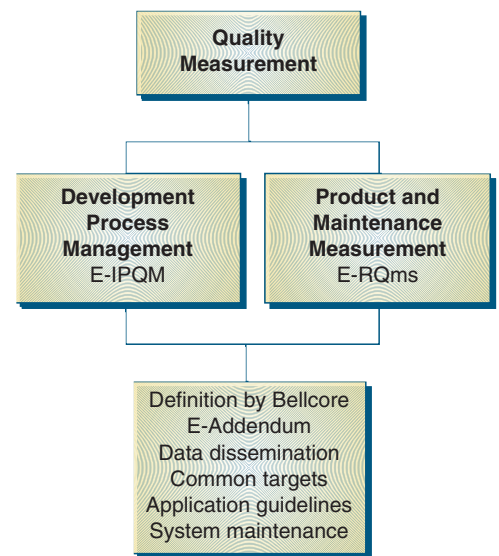 Quality
Measurement
Development
Process
Management
E-IPQM
Product and
Maintenance
Measurement
E-RQms
Definition by Bellcore
E-Addendum
Data dissemination
Common targets
Application guidelines
System maintenance